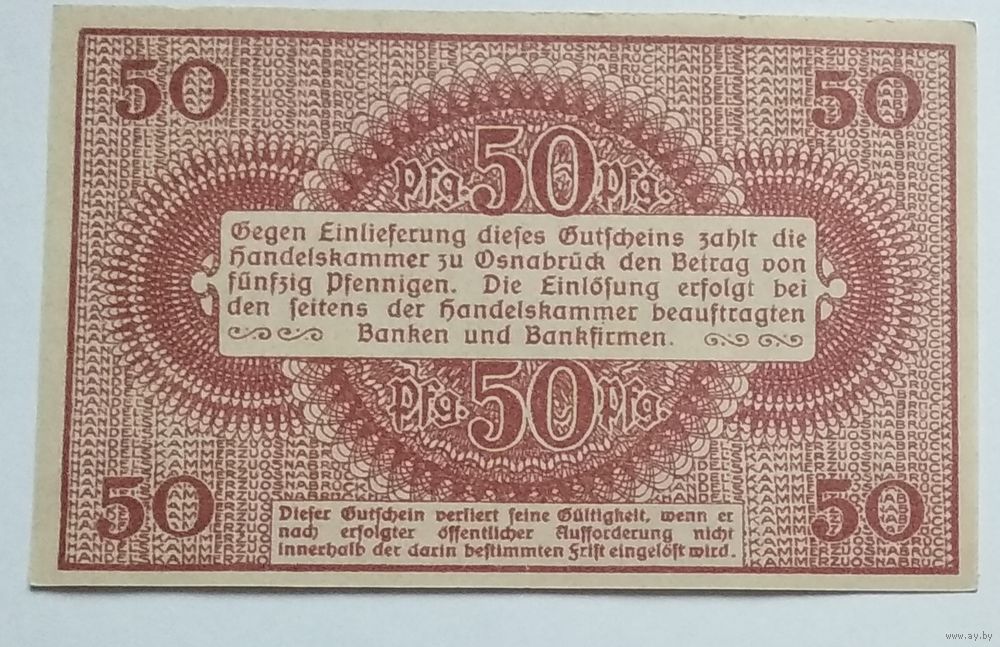 50 50
Pfg. 50 Pfg.
Gegen Einlieferung dieses Gutscheins zahlt die
Handelskammer zu Osnabrück den Betrag von
fünfzig Pfennigen. Die Einlösung erfolgt bei
den seitens der Handelskammer beauftragten
Banken und Bankfirmen.
Pfg. 50 Pfg.
50 50
Dieser Gutschein verliert seine Gültigkeit, wenn er
nach erfolgter öffentlicher Aufforderung nicht
innerhalb der darin bestimmten Frist eingelöst wird.
HANDELSKAMMERZUOSNABRÜCK
www.ay.by